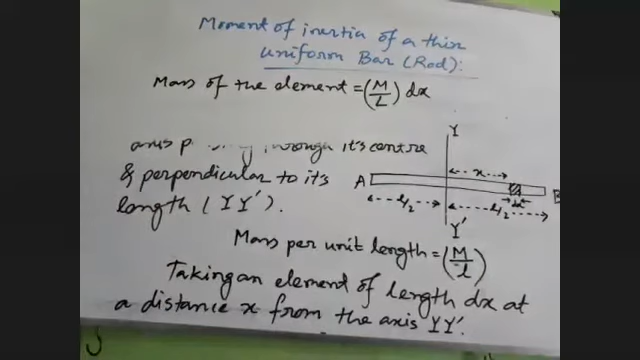 Moment of inertia of a thin
uniform Bar (Rod):
Mass of the element = (M/L) dx
axis p through it's centre
& perpendicular to its
length (YY').
Y
x
A
B
dx
l/2
l/2
Y'
Mass per unit length = (M/l)
Taking an element of length dx at
a distance x from the axis YY'.